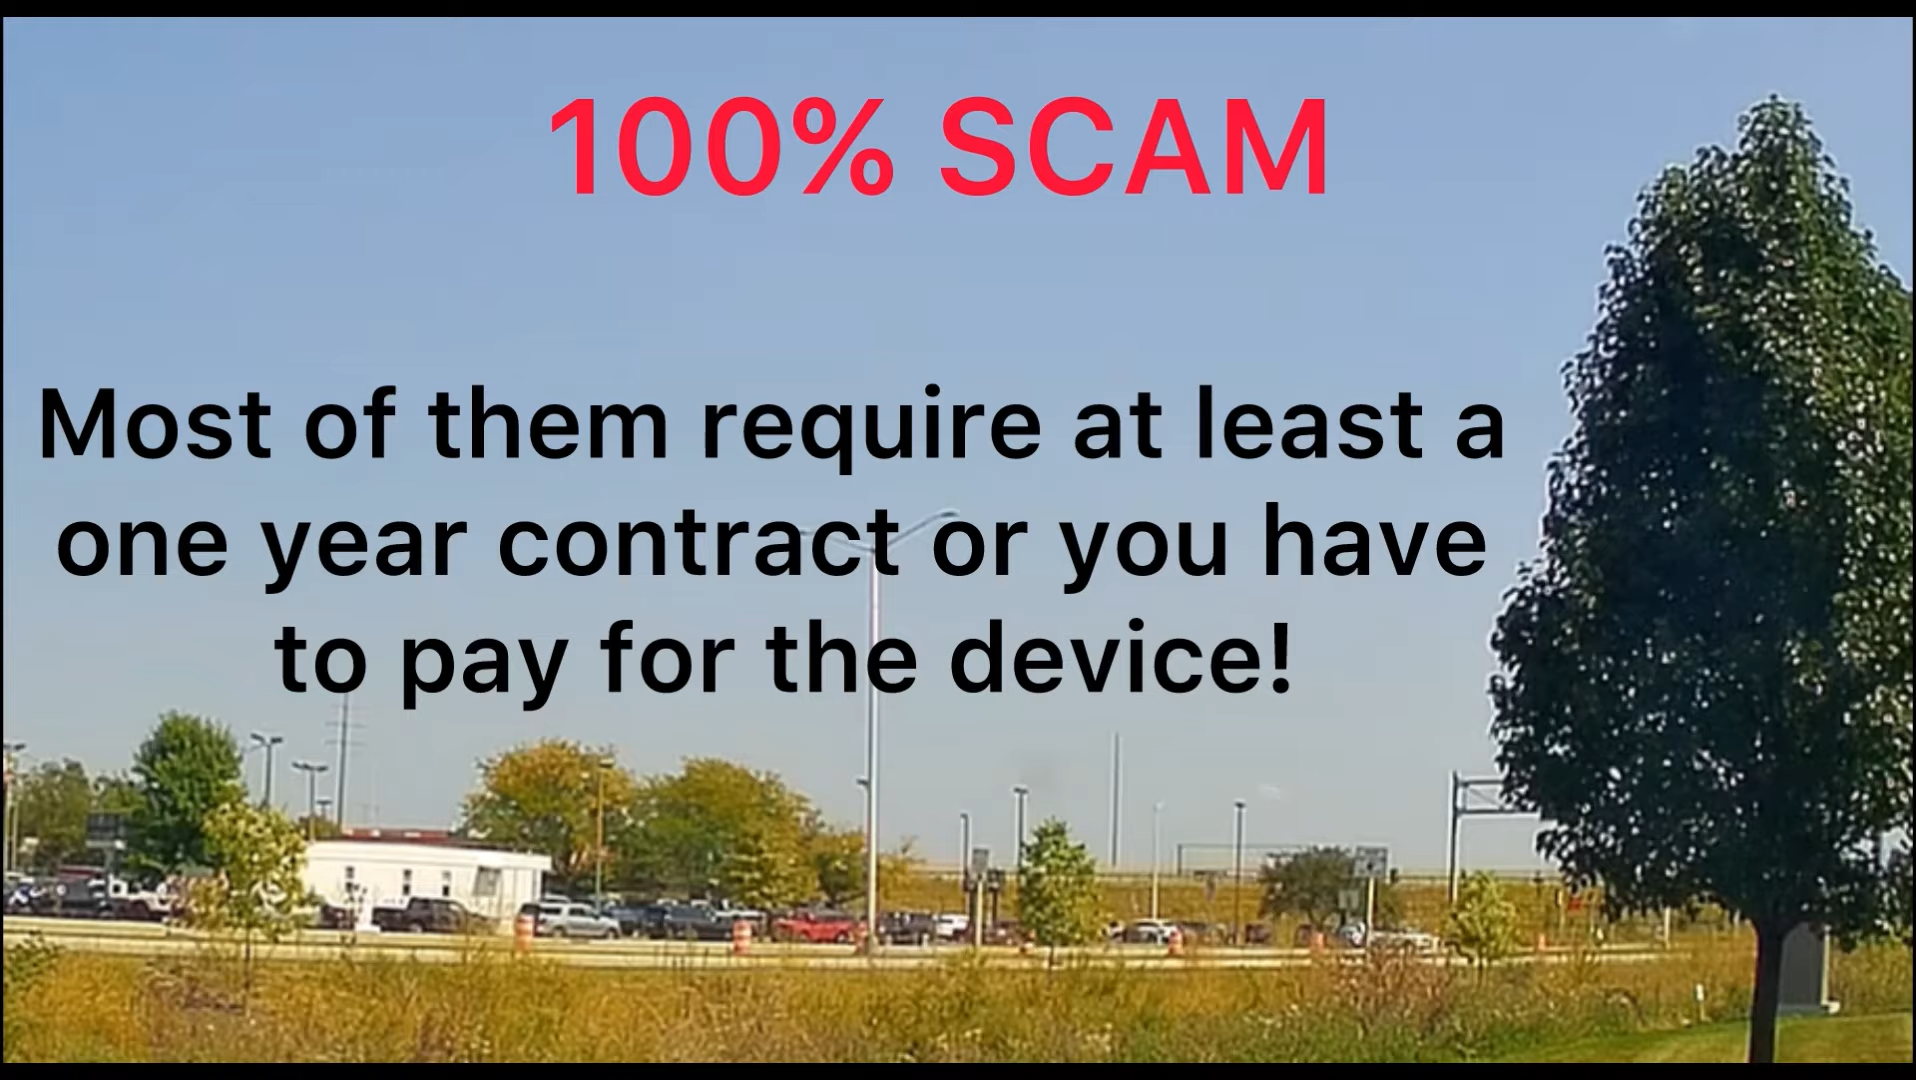 100% SCAM
Most of them require at least a
one year contract or you have
to pay for the device!